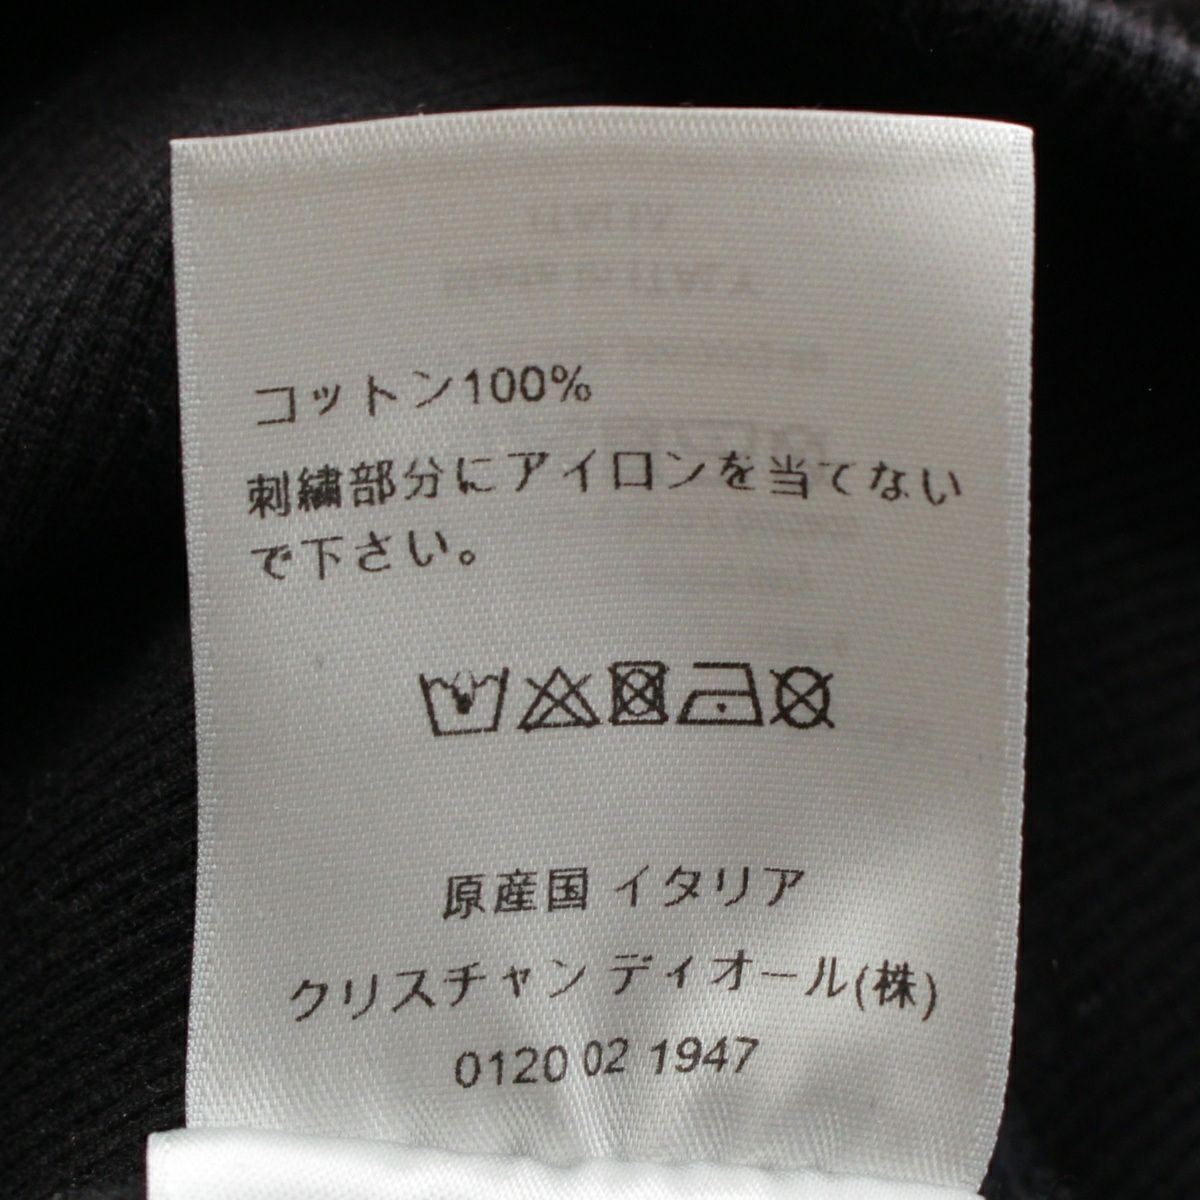 コットン100%
刺繍部分にアイロンを当てない
で下さい。
原産国 イタリア
クリスチャン ディオール(株)
0120 02 1947